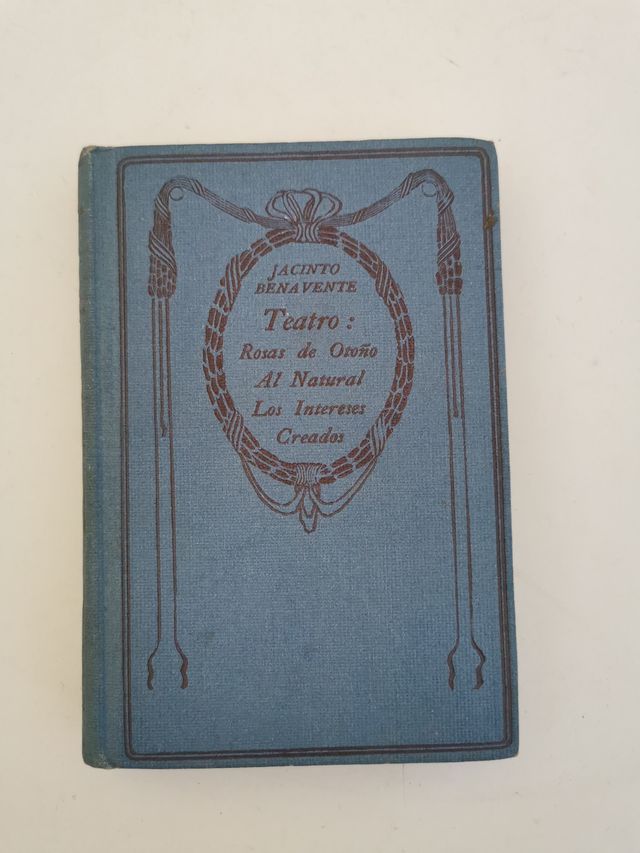 JACINTO
BENAVENTE
Teatro:
Rosas de Otoño
Al Natural
Los Intereses
Creados